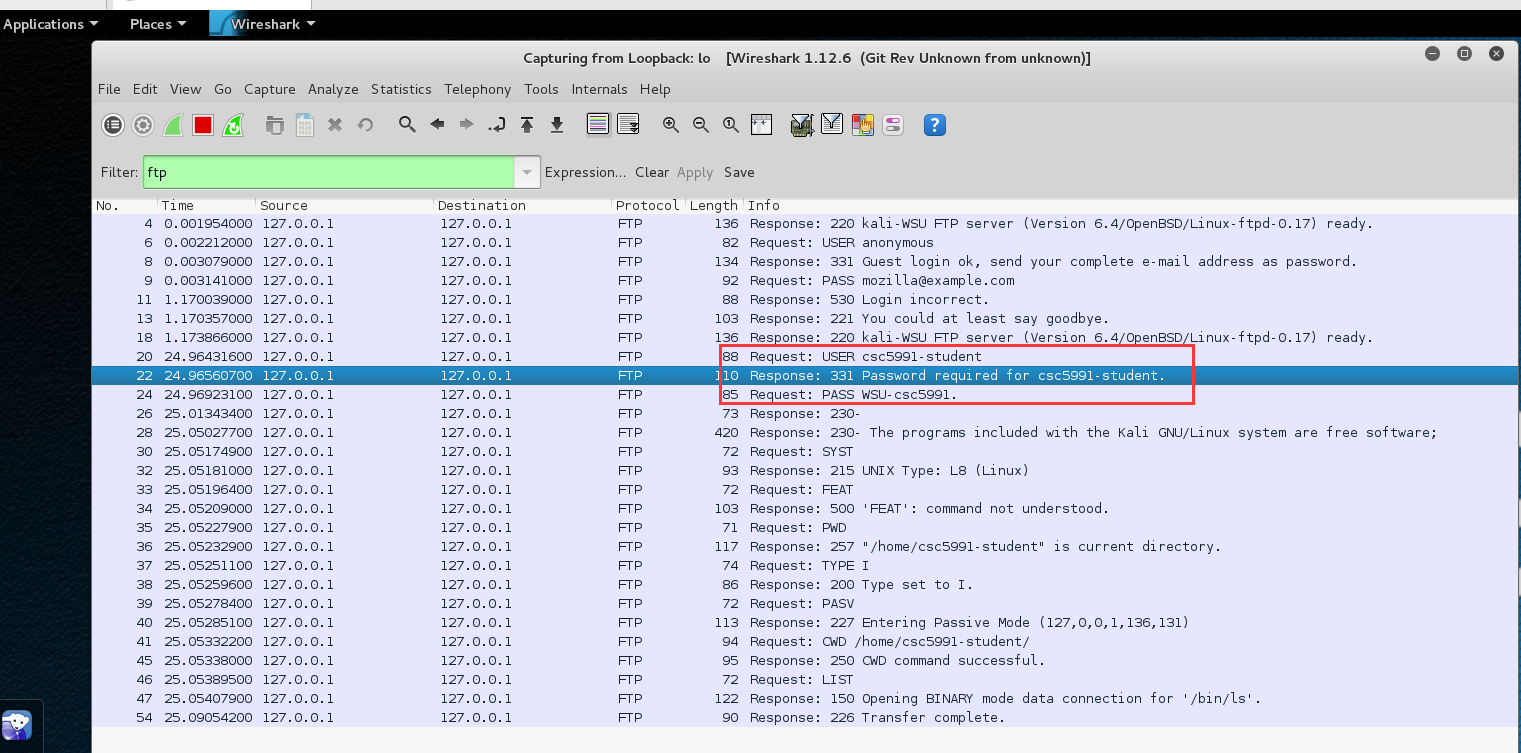 Applications Places Wireshark
Capturing from Loopback: lo [Wireshark 1.12.6 (Git Rev Unknown from unknown)]
File Edit View Go Capture Analyze Statistics Telephony Tools Internals Help
Filter: ftp Expression... Clear Apply Save
No. Time Source Destination Protocol Length Info
4 0.001954000 127.0.0.1 127.0.0.1 FTP 136 Response: 220 kali-WSU FTP server (Version 6.4/OpenBSD/Linux-ftpd-0.17) ready.
6 0.002212000 127.0.0.1 127.0.0.1 FTP 82 Request: USER anonymous
8 0.003079000 127.0.0.1 127.0.0.1 FTP 134 Response: 331 Guest login ok, send your complete e-mail address as password.
9 0.003141000 127.0.0.1 127.0.0.1 FTP 92 Request: PASS mozilla@example.com
11 1.170039000 127.0.0.1 127.0.0.1 FTP 88 Response: 530 Login incorrect.
13 1.170357000 127.0.0.1 127.0.0.1 FTP 103 Response: 221 You could at least say goodbye.
18 1.173866000 127.0.0.1 127.0.0.1 FTP 136 Response: 220 kali-WSU FTP server (Version 6.4/OpenBSD/Linux-ftpd-0.17) ready.
20 24.96431600 127.0.0.1 127.0.0.1 FTP 88 Request: USER csc5991-student
22 24.96560700 127.0.0.1 127.0.0.1 FTP 110 Response: 331 Password required for csc5991-student.
24 24.96923100 127.0.0.1 127.0.0.1 FTP 85 Request: PASS WSU-csc5991.
26 25.01343400 127.0.0.1 127.0.0.1 FTP 73 Response: 230-
28 25.05027700 127.0.0.1 127.0.0.1 FTP 420 Response: 230- The programs included with the Kali GNU/Linux system are free software;
30 25.05174900 127.0.0.1 127.0.0.1 FTP 72 Request: SYST
32 25.05181000 127.0.0.1 127.0.0.1 FTP 93 Response: 215 UNIX Type: L8 (Linux)
33 25.05196400 127.0.0.1 127.0.0.1 FTP 72 Request: FEAT
34 25.05209000 127.0.0.1 127.0.0.1 FTP 103 Response: 500 'FEAT': command not understood.
35 25.05227900 127.0.0.1 127.0.0.1 FTP 71 Request: PWD
36 25.05232900 127.0.0.1 127.0.0.1 FTP 117 Response: 257 "/home/csc5991-student" is current directory.
37 25.05251100 127.0.0.1 127.0.0.1 FTP 74 Request: TYPE I
38 25.05259600 127.0.0.1 127.0.0.1 FTP 86 Response: 200 Type set to I.
39 25.05278400 127.0.0.1 127.0.0.1 FTP 72 Request: PASV
40 25.05285100 127.0.0.1 127.0.0.1 FTP 113 Response: 227 Entering Passive Mode (127,0,0,1,136,131)
41 25.05332200 127.0.0.1 127.0.0.1 FTP 94 Request: CWD /home/csc5991-student/
45 25.05338000 127.0.0.1 127.0.0.1 FTP 95 Response: 250 CWD command successful.
46 25.05389500 127.0.0.1 127.0.0.1 FTP 72 Request: LIST
47 25.05407900 127.0.0.1 127.0.0.1 FTP 122 Response: 150 Opening BINARY mode data connection for '/bin/ls'.
54 25.09054200 127.0.0.1 127.0.0.1 FTP 90 Response: 226 Transfer complete.